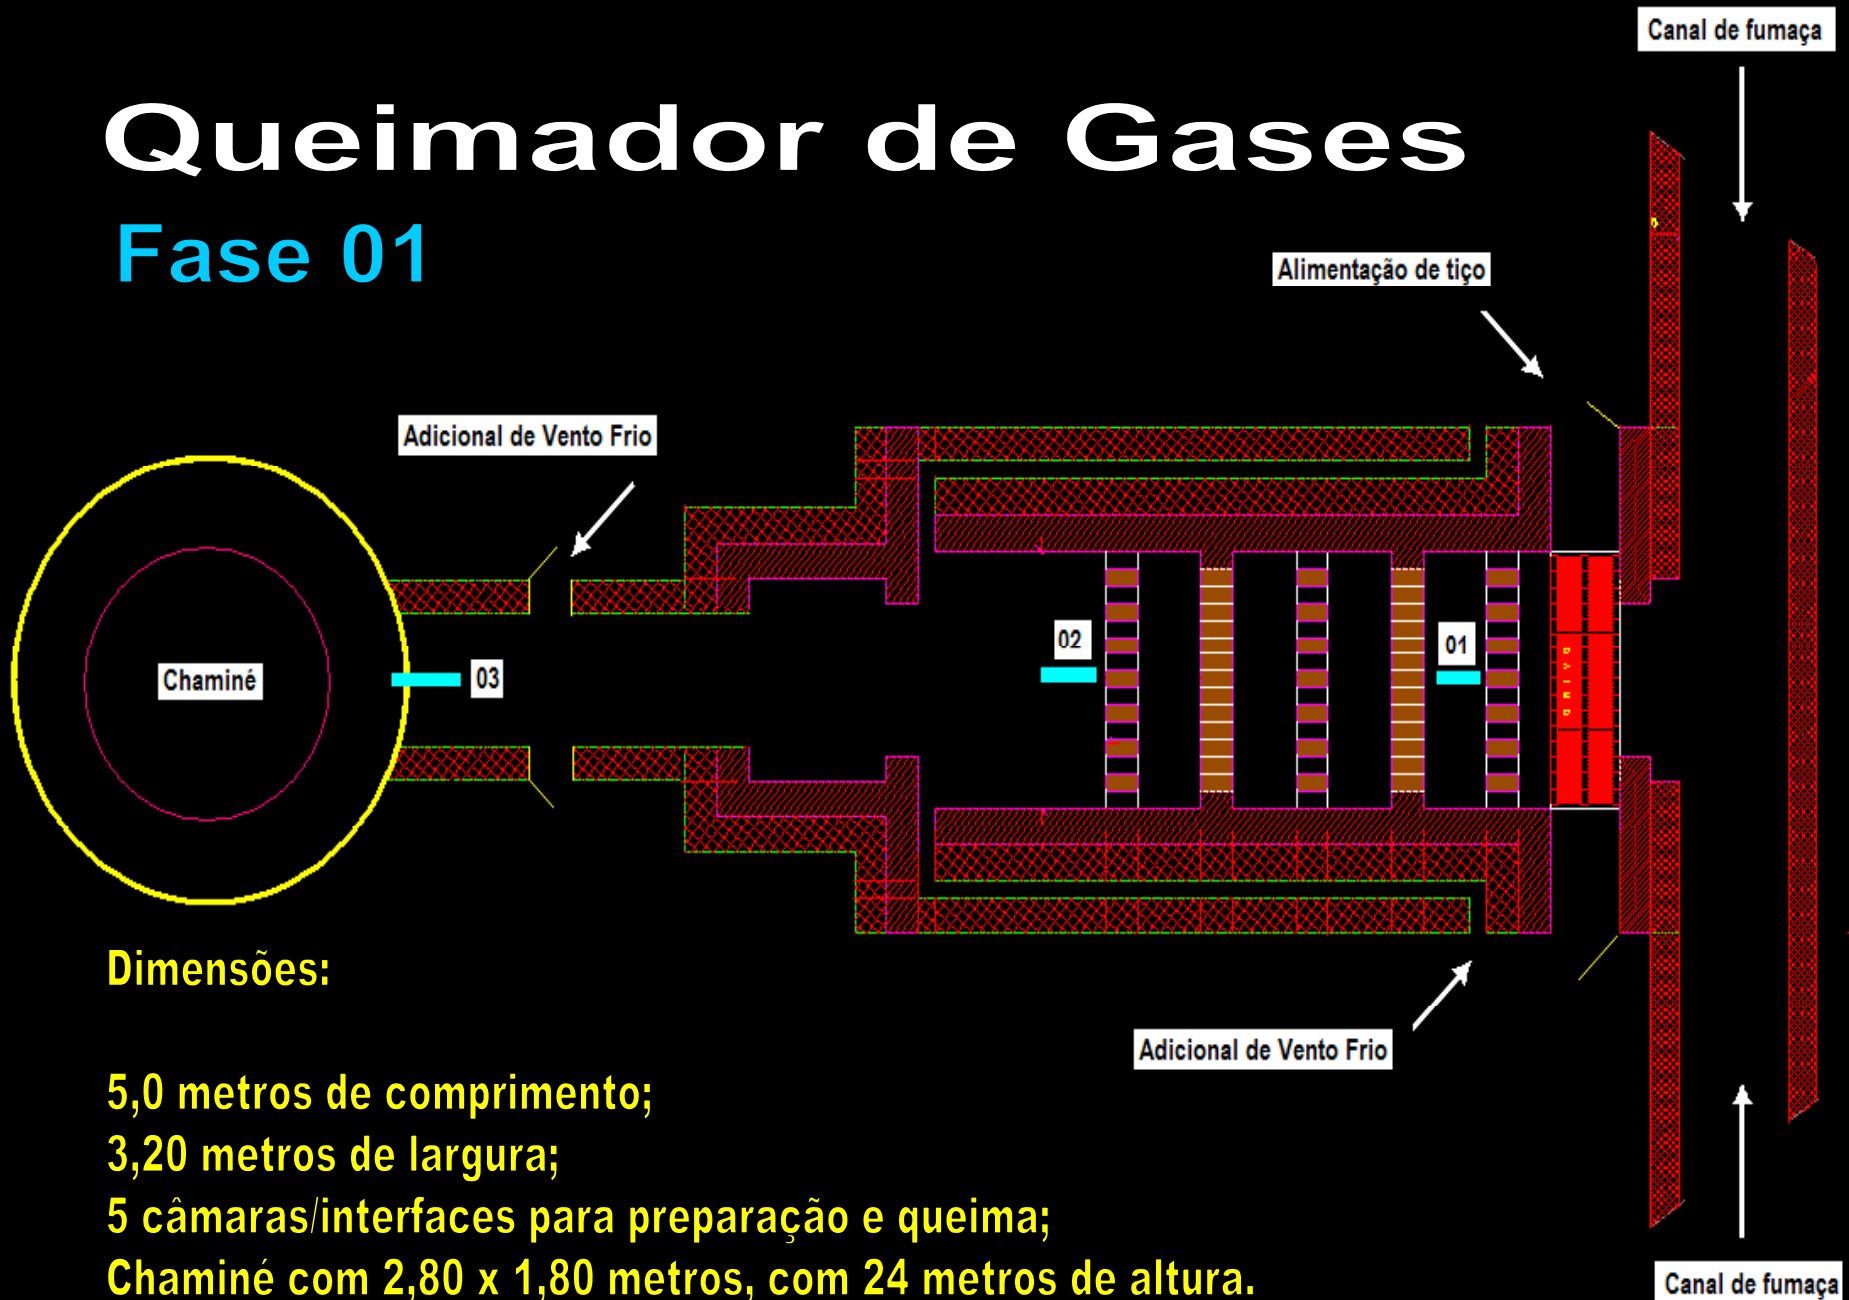 Canal de fumaça
Queimador de Gases
Fase 01
Alimentação de tiço
Adicional de Vento Frio
02
01
Chaminé
03
Dimensões:
Adicional de Vento Frio
5,0 metros de comprimento;
3,20 metros de largura;
5 câmaras/interfaces para preparação e queima;
Chaminé com 2,80 x 1,80 metros, com 24 metros de altura.
Canal de fumaça